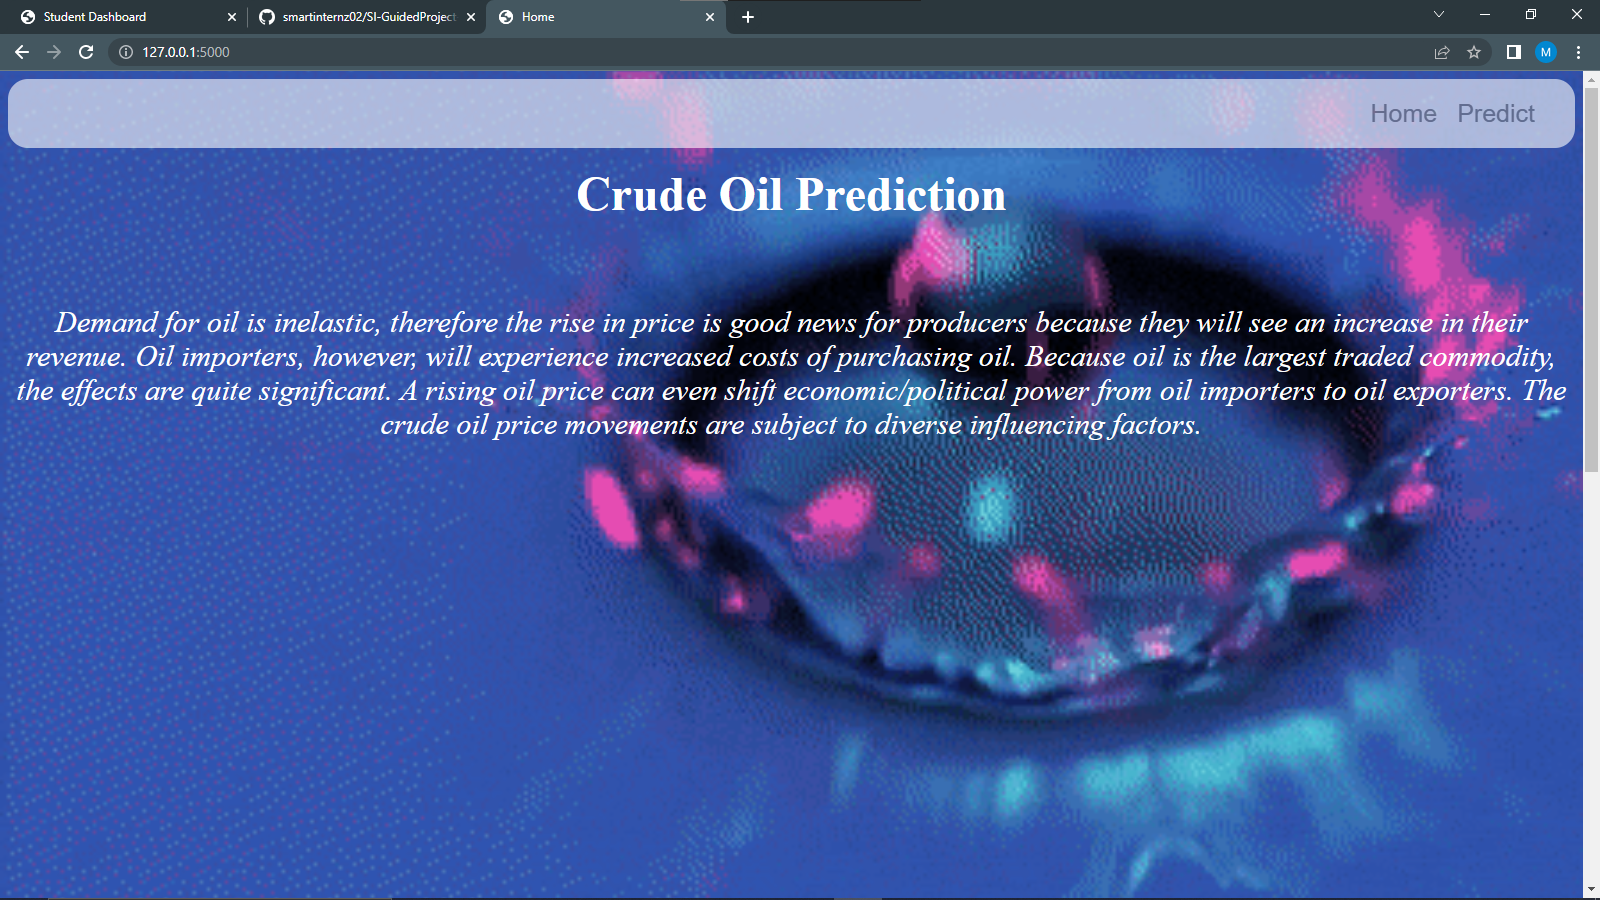 Student Dashboard
smartinternz02/SI-GuidedProject
Home
127.0.0.1:5000
M
Home Predict
Crude Oil Prediction
Demand for oil is inelastic, therefore the rise in price is good news for producers because they will see an increase in their
revenue. Oil importers, however, will experience increased costs of purchasing oil. Because oil is the largest traded commodity,
the effects are quite significant. A rising oil price can even shift economic/political power from oil importers to oil exporters. The
crude oil price movements are subject to diverse influencing factors.